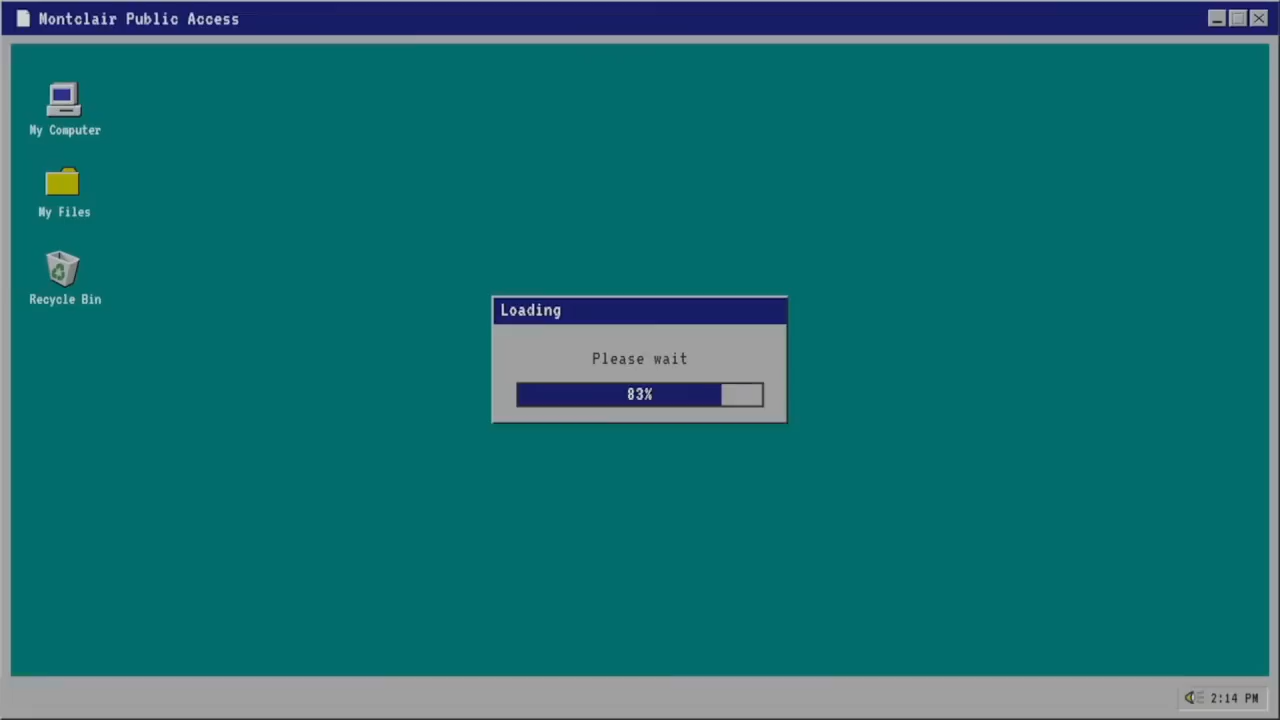 Montclair Public Access
My Computer
My Files
Recycle Bin
Loading
Please wait
83%
2:14 PM